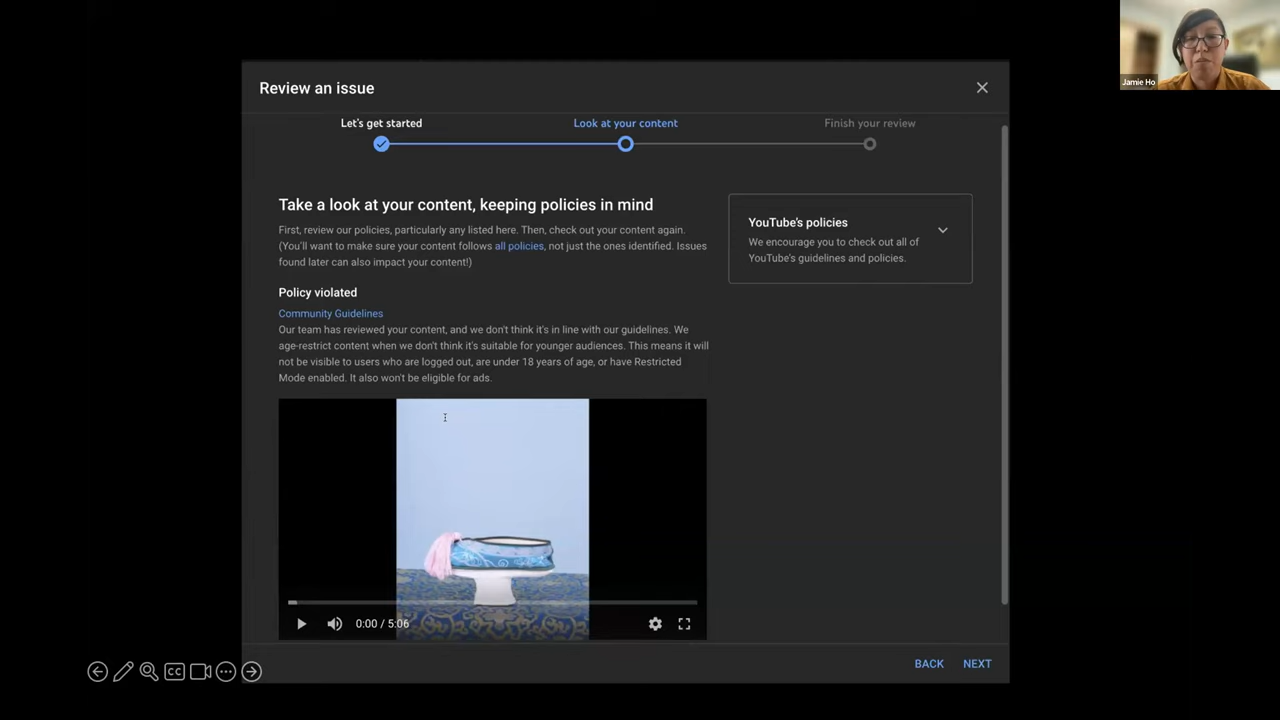 Review an issue
Jamie Ho
Let's get started
Look at your content
Finish your review
Take a look at your content, keeping policies in mind
First, review our policies, particularly any listed here. Then, check out your content again.
(You'll want to make sure your content follows all policies, not just the ones identified. Issues
found later can also impact your content!)
Policy violated
Community Guidelines
Our team has reviewed your content, and we don't think it's in line with our guidelines. We
age-restrict content when we don't think it's suitable for younger audiences. This means it will
not be visible to users who are logged out, are under 18 years of age, or have Restricted
Mode enabled. It also won't be eligible for ads.
YouTube's policies
We encourage you to check out all of
YouTube's guidelines and policies.
0:00 / 5:06
CC
BACK
NEXT